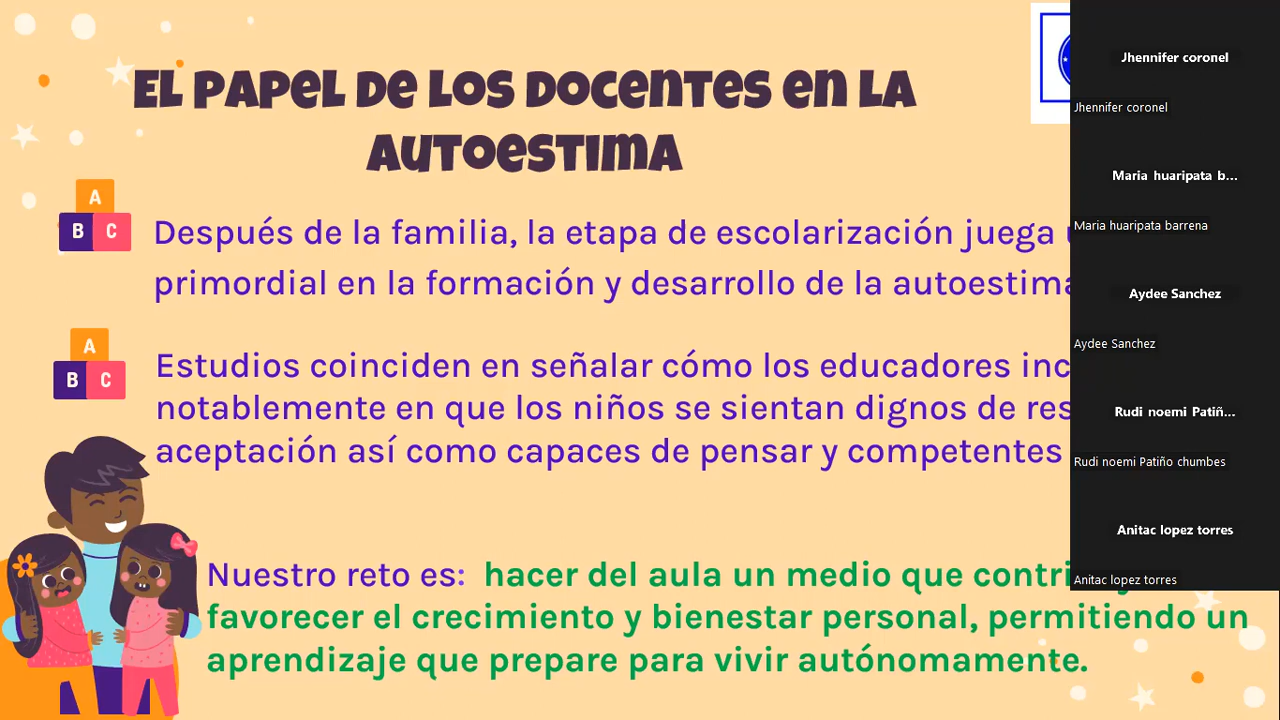 EL PAPEL DE LOS DOCENTES EN LA
AUTOESTIMA
A
B C
Después de la familia, la etapa de escolarización juega
primordial en la formación y desarrollo de la
A
B C
Estudios coinciden en señalar cómo los educadores
notablemente en que los niños se sientan dignos de
aceptación así como capaces de pensar y competentes
Nuestro reto es: hacer del aula un medio que
favorecer el crecimiento y bienestar personal, permitiendo un
aprendizaje que prepare para vivir autónomamente.
Jhennifer coronel
Jhennifer coronel
Maria huaripata b...
Maria huaripata barrena
Aydee Sanchez
Aydee Sanchez
Rudi noemi Patiñ...
Rudi noemi Patiño chumbes
Anitac lopez torres
Anitac lopez torres